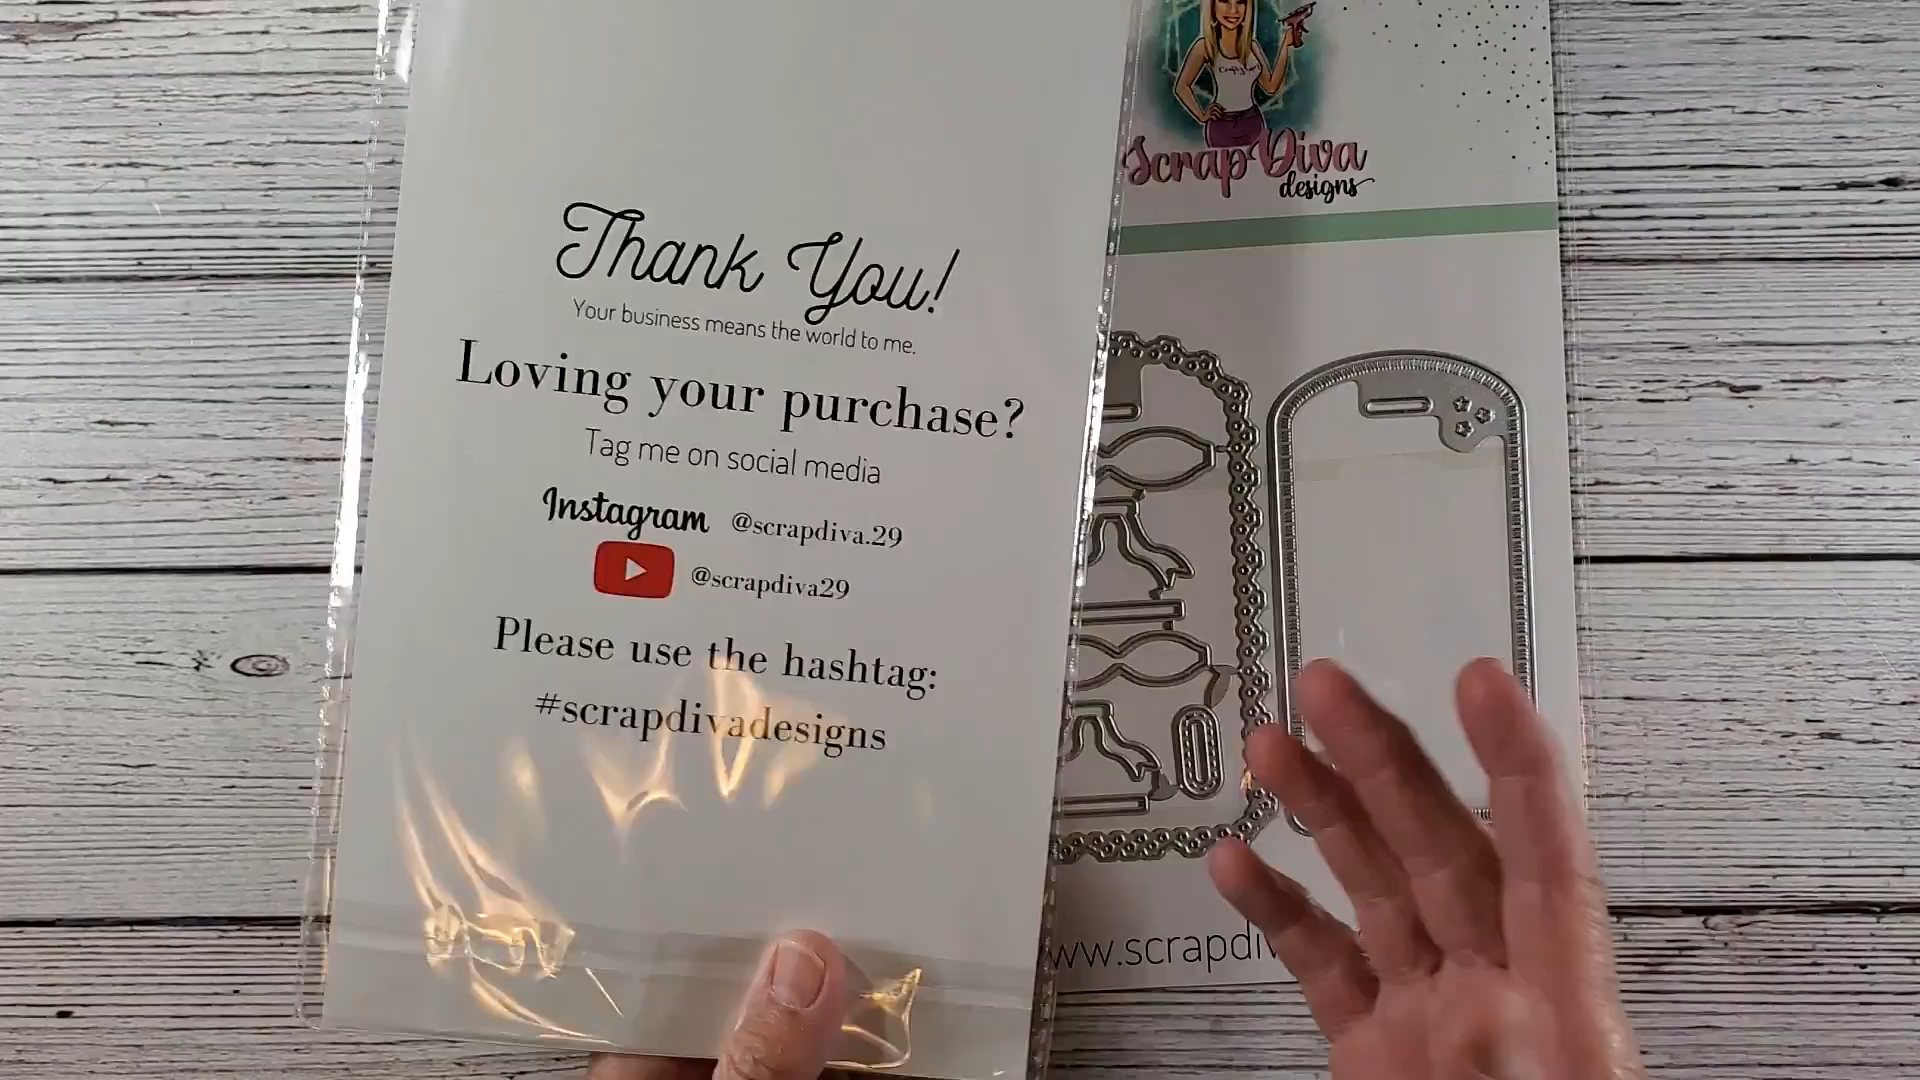 Thank You!
Your business means the world to me.
Loving your purchase?
Tag me on social media
Instagram @scrapdiva.29
@scrapdiva29
Please use the hashtag:
#scrapdivadesigns
Scrap Diva
designs
ww.scrapdiv